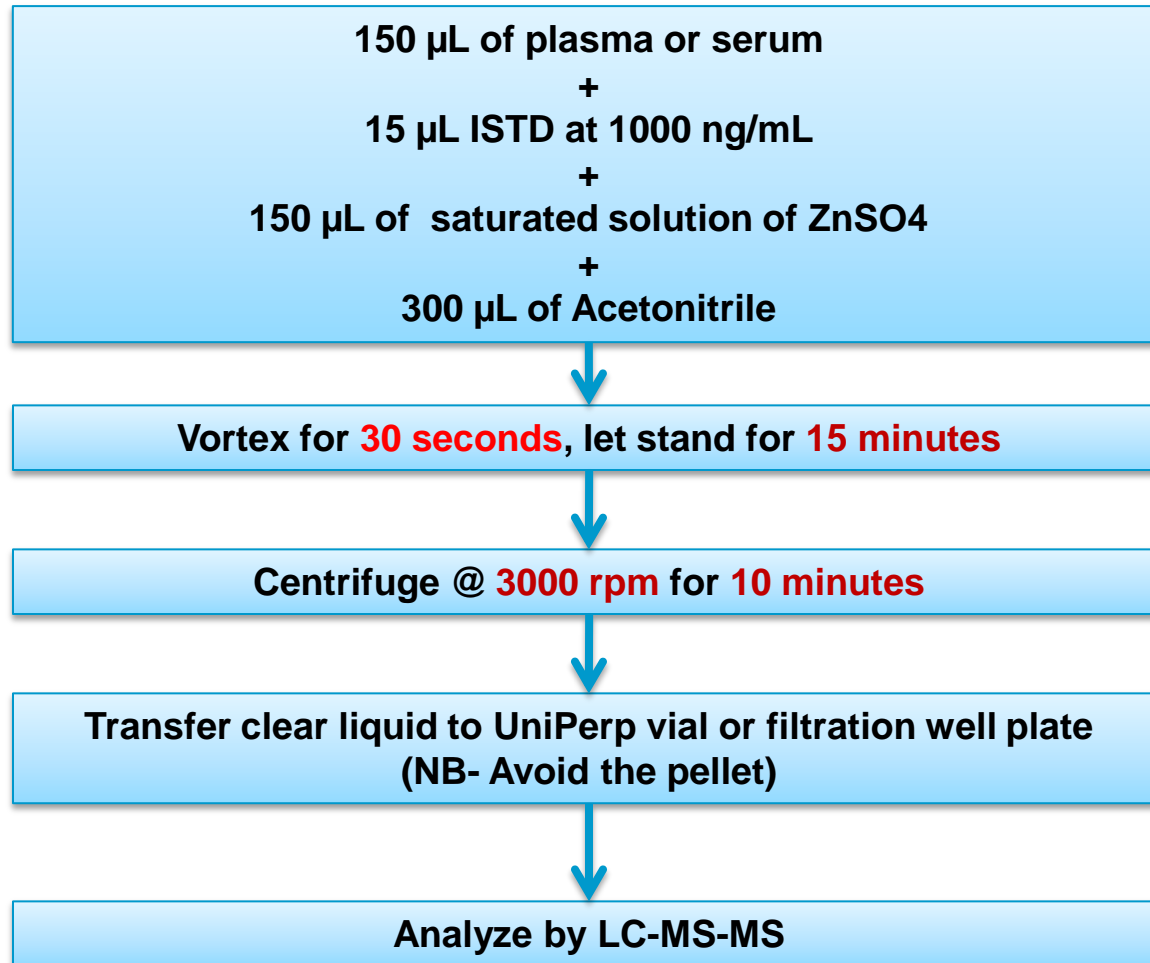 150 µL of plasma or serum
+
15 µL ISTD at 1000 ng/mL
+
150 µL of  saturated solution of ZnSO4
+
300 µL of Acetonitrile
Vortex for 30 seconds, let stand for 15 minutes
Centrifuge @ 3000 rpm for 10 minutes
Transfer clear liquid to UniPerp vial or filtration well plate
(NB- Avoid the pellet)
Analyze by LC-MS-MS